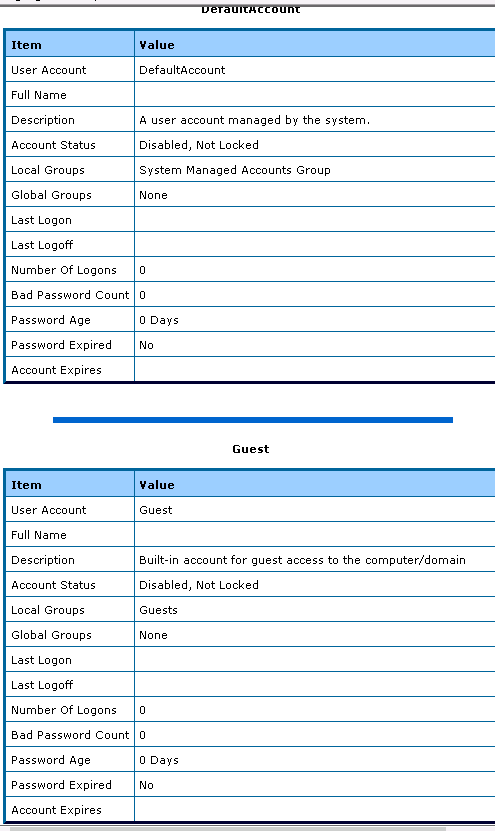 DefaultAccount
Item Value
User Account DefaultAccount
Full Name
Description A user account managed by the system.
Account Status Disabled, Not Locked
Local Groups System Managed Accounts Group
Global Groups None
Last Logon
Last Logoff
Number Of Logons 0
Bad Password Count 0
Password Age 0 Days
Password Expired No
Account Expires
Guest
Item Value
User Account Guest
Full Name
Description Built-in account for guest access to the computer/domain
Account Status Disabled, Not Locked
Local Groups Guests
Global Groups None
Last Logon
Last Logoff
Number Of Logons 0
Bad Password Count 0
Password Age 0 Days
Password Expired No
Account Expires